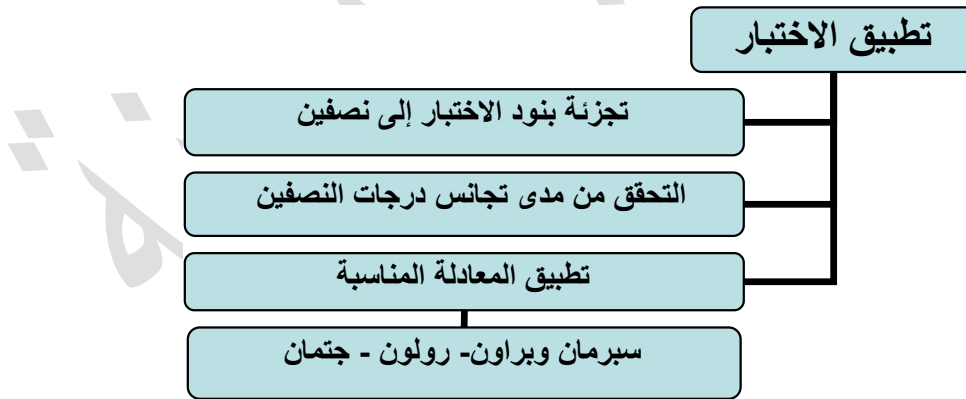 تطبيق الاختبار
تجزئة بنود الاختبار إلى نصفين
التحقق من مدى تجانس درجات النصفين
تطبيق المعادلة المناسبة
سبرمان وبراون- رولون - جتمان